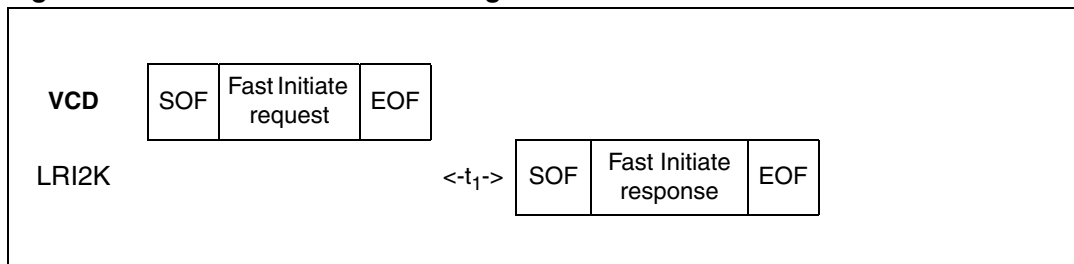 VCD SOF Fast Initiate request EOF
LRI2K <-t1-> SOF Fast Initiate response EOF